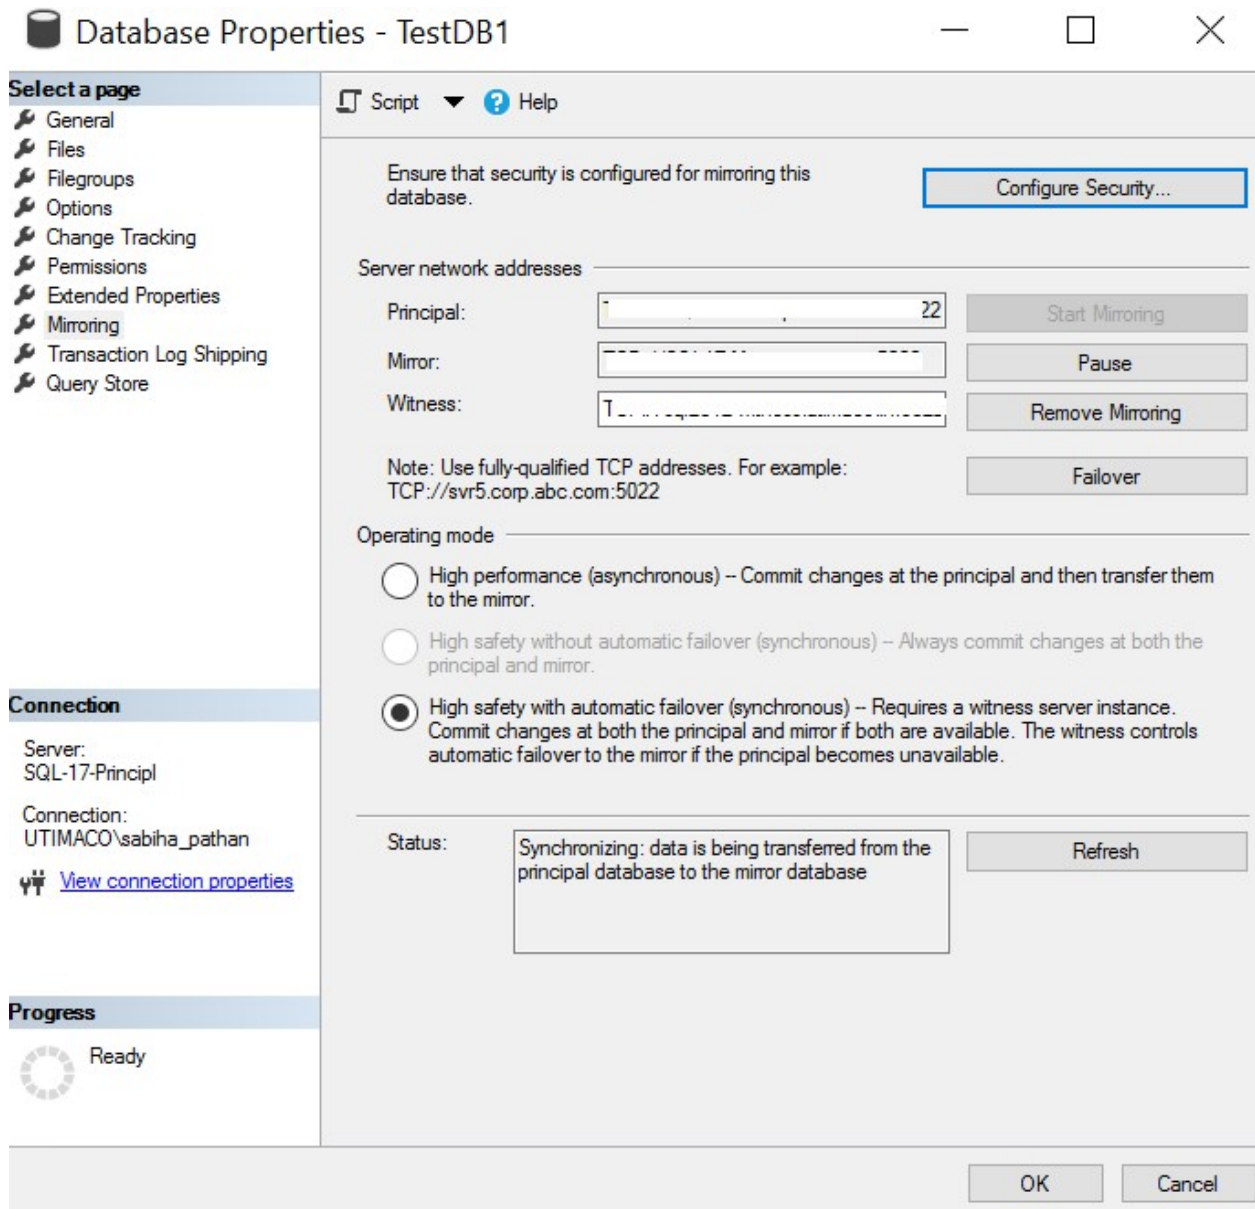 Database Properties - TestDB1
Select a page
General
Files
Filegroups
Options
Change Tracking
Permissions
Extended Properties
Mirroring
Transaction Log Shipping
Query Store
Connection
Server:
SQL-17-Principl
Connection:
UTIMACO\sabiha_pathan
View connection properties
Progress
Ready
Script
Help
Ensure that security is configured for mirroring this
database.
Configure Security...
Server network addresses
Principal:
22
Start Mirroring
Mirror:
Pause
Witness:
Remove Mirroring
Note: Use fully-qualified TCP addresses. For example:
TCP://svr5.corp.abc.com:5022
Failover
Operating mode
High performance (asynchronous) -- Commit changes at the principal and then transfer them
to the mirror.
High safety without automatic failover (synchronous) -- Always commit changes at both the
principal and mirror.
High safety with automatic failover (synchronous) -- Requires a witness server instance.
Commit changes at both the principal and mirror if both are available. The witness controls
automatic failover to the mirror if the principal becomes unavailable.
Status:
Synchronizing: data is being transferred from the
principal database to the mirror database
Refresh
OK
Cancel